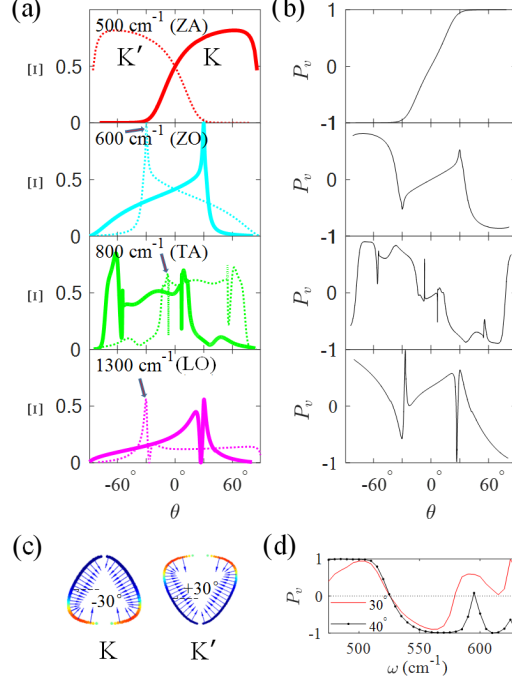 (a)
500 cm⁻¹ (ZA)
K′ K
[I] 0.5
0
600 cm⁻¹ (ZO)
[I] 0.5
0
800 cm⁻¹ (TA)
[I] 0.5
0
1300 cm⁻¹ (LO)
[I] 0.5
0
-60° 0 60°
θ
(b)
1
P_v 0
-1
1
P_v 0
-1
1
P_v 0
-1
1
P_v 0
-1
-60° 0 60°
θ
(c)
-30° +30°
K K′
(d)
1
P_v 0
-1
30°
40°
500 550 600
ω (cm⁻¹)